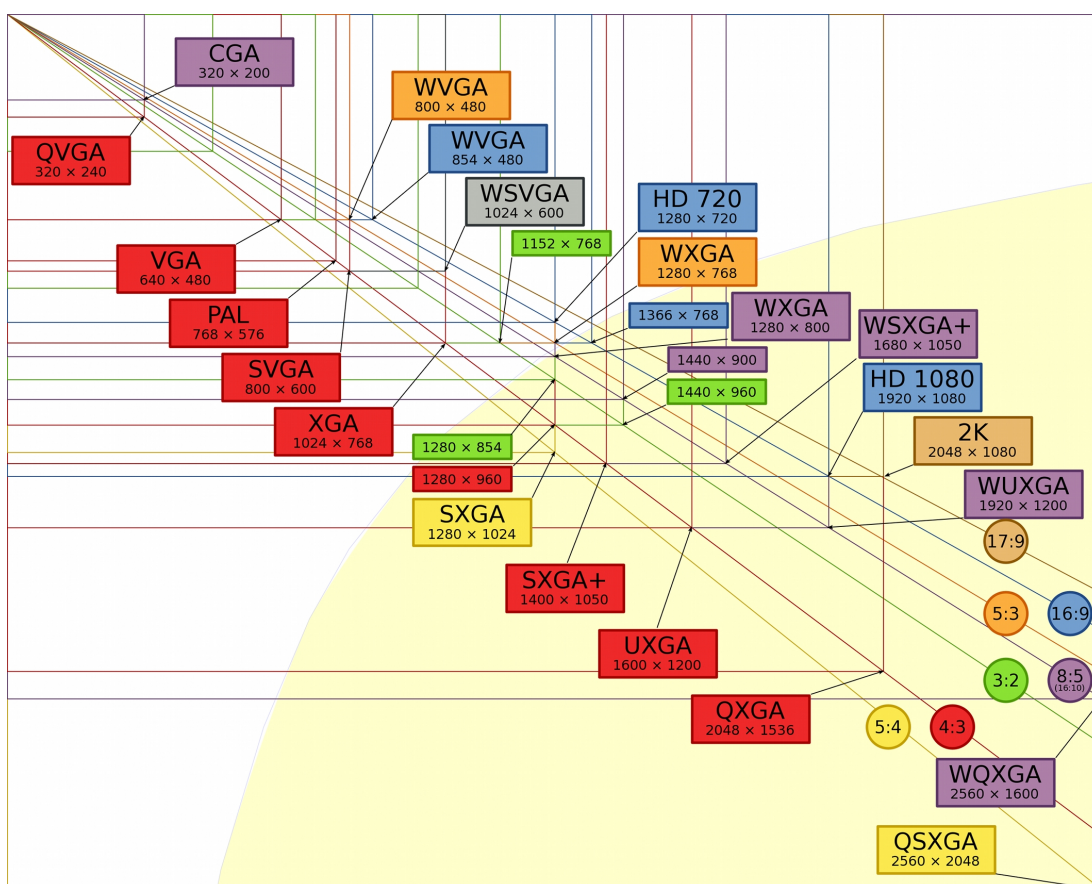 CGA
320 × 200
WVGA
800 × 480
WVGA
854 × 480
QVGA
320 × 240
WSVGA
1024 × 600
HD 720
1280 × 720
1152 × 768
WXGA
1280 × 768
VGA
640 × 480
1366 × 768
WXGA
1280 × 800
PAL
768 × 576
WSXGA+
1680 × 1050
1440 × 900
SVGA
800 × 600
HD 1080
1920 × 1080
1440 × 960
XGA
1024 × 768
2K
2048 × 1080
1280 × 854
1280 × 960
WUXGA
1920 × 1200
SXGA
1280 × 1024
17:9
SXGA+
1400 × 1050
5:3
16:9
UXGA
1600 × 1200
3:2
8:5
(16:10)
QXGA
2048 × 1536
5:4
4:3
WQXGA
2560 × 1600
QSXGA
2560 × 2048